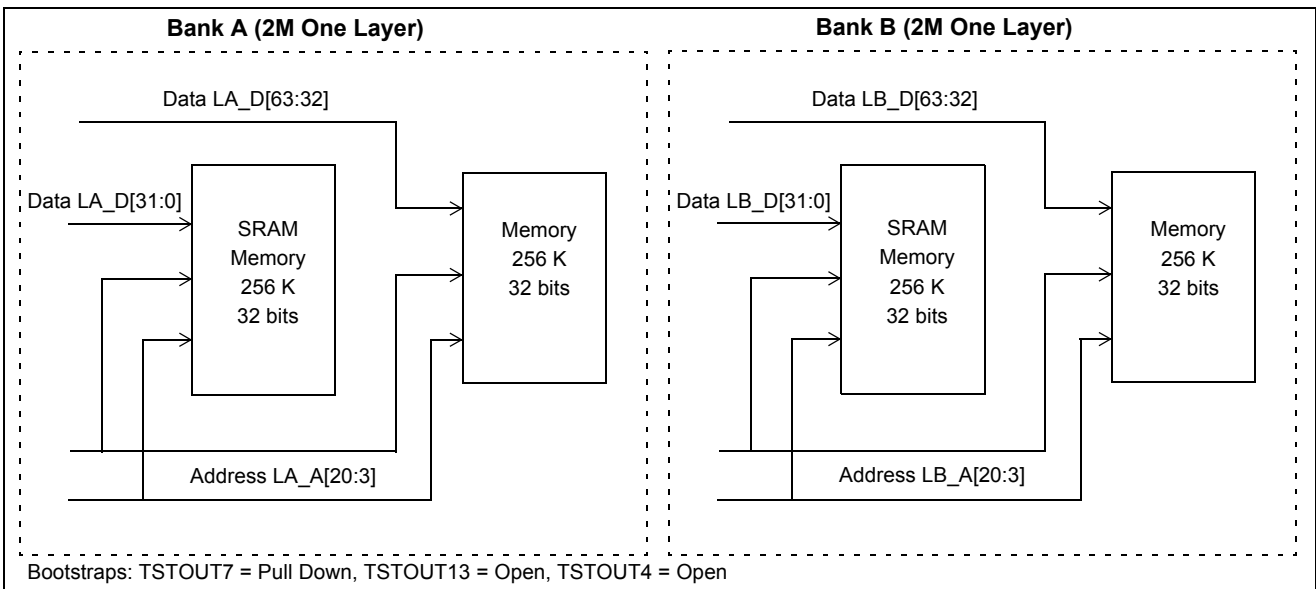 Bank A (2M One Layer)
Data LA_D[63:32]
Data LA_D[31:0]
SRAM
Memory
256 K
32 bits
Memory
256 K
32 bits
Address LA_A[20:3]
Bank B (2M One Layer)
Data LB_D[63:32]
Data LB_D[31:0]
SRAM
Memory
256 K
32 bits
Memory
256 K
32 bits
Address LB_A[20:3]
Bootstraps: TSTOUT7 = Pull Down, TSTOUT13 = Open, TSTOUT4 = Open